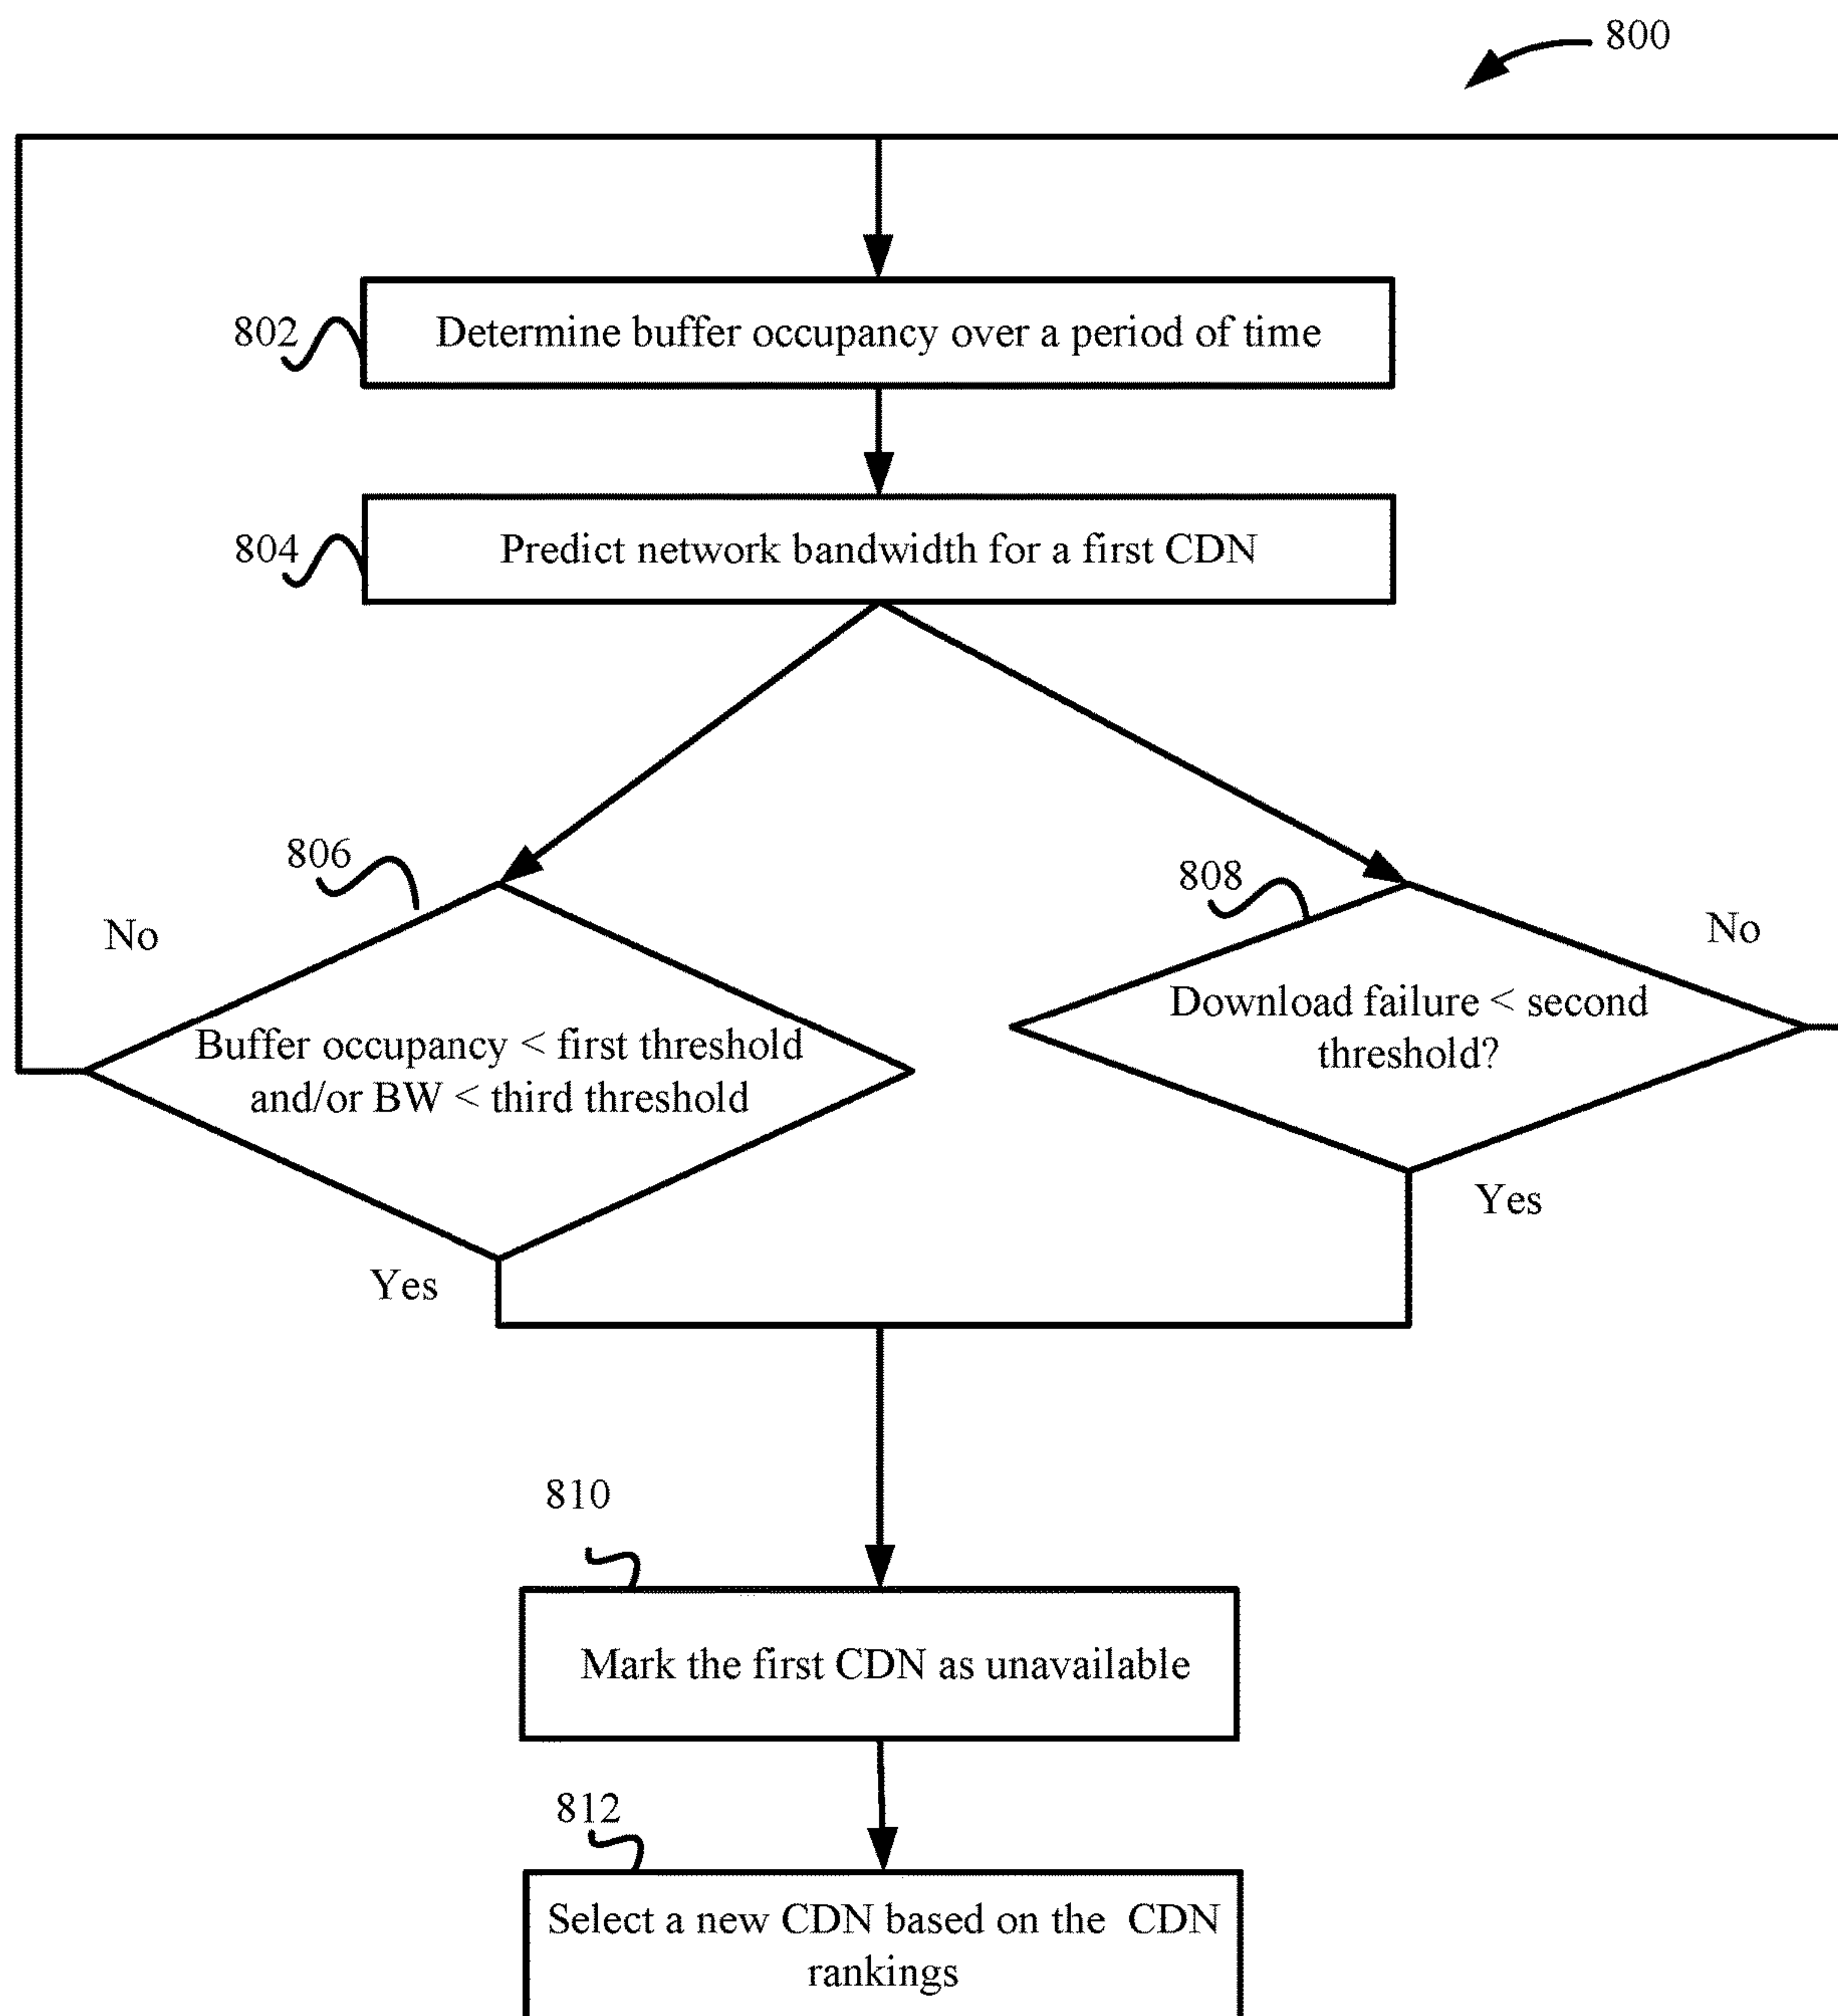 800
802
Determine buffer occupancy over a period of time
804
Predict network bandwidth for a first CDN
806
808
No
No
Buffer occupancy < first threshold
and/or BW < third threshold
Download failure < second
threshold?
Yes
Yes
810
Mark the first CDN as unavailable
812
Select a new CDN based on the CDN
rankings